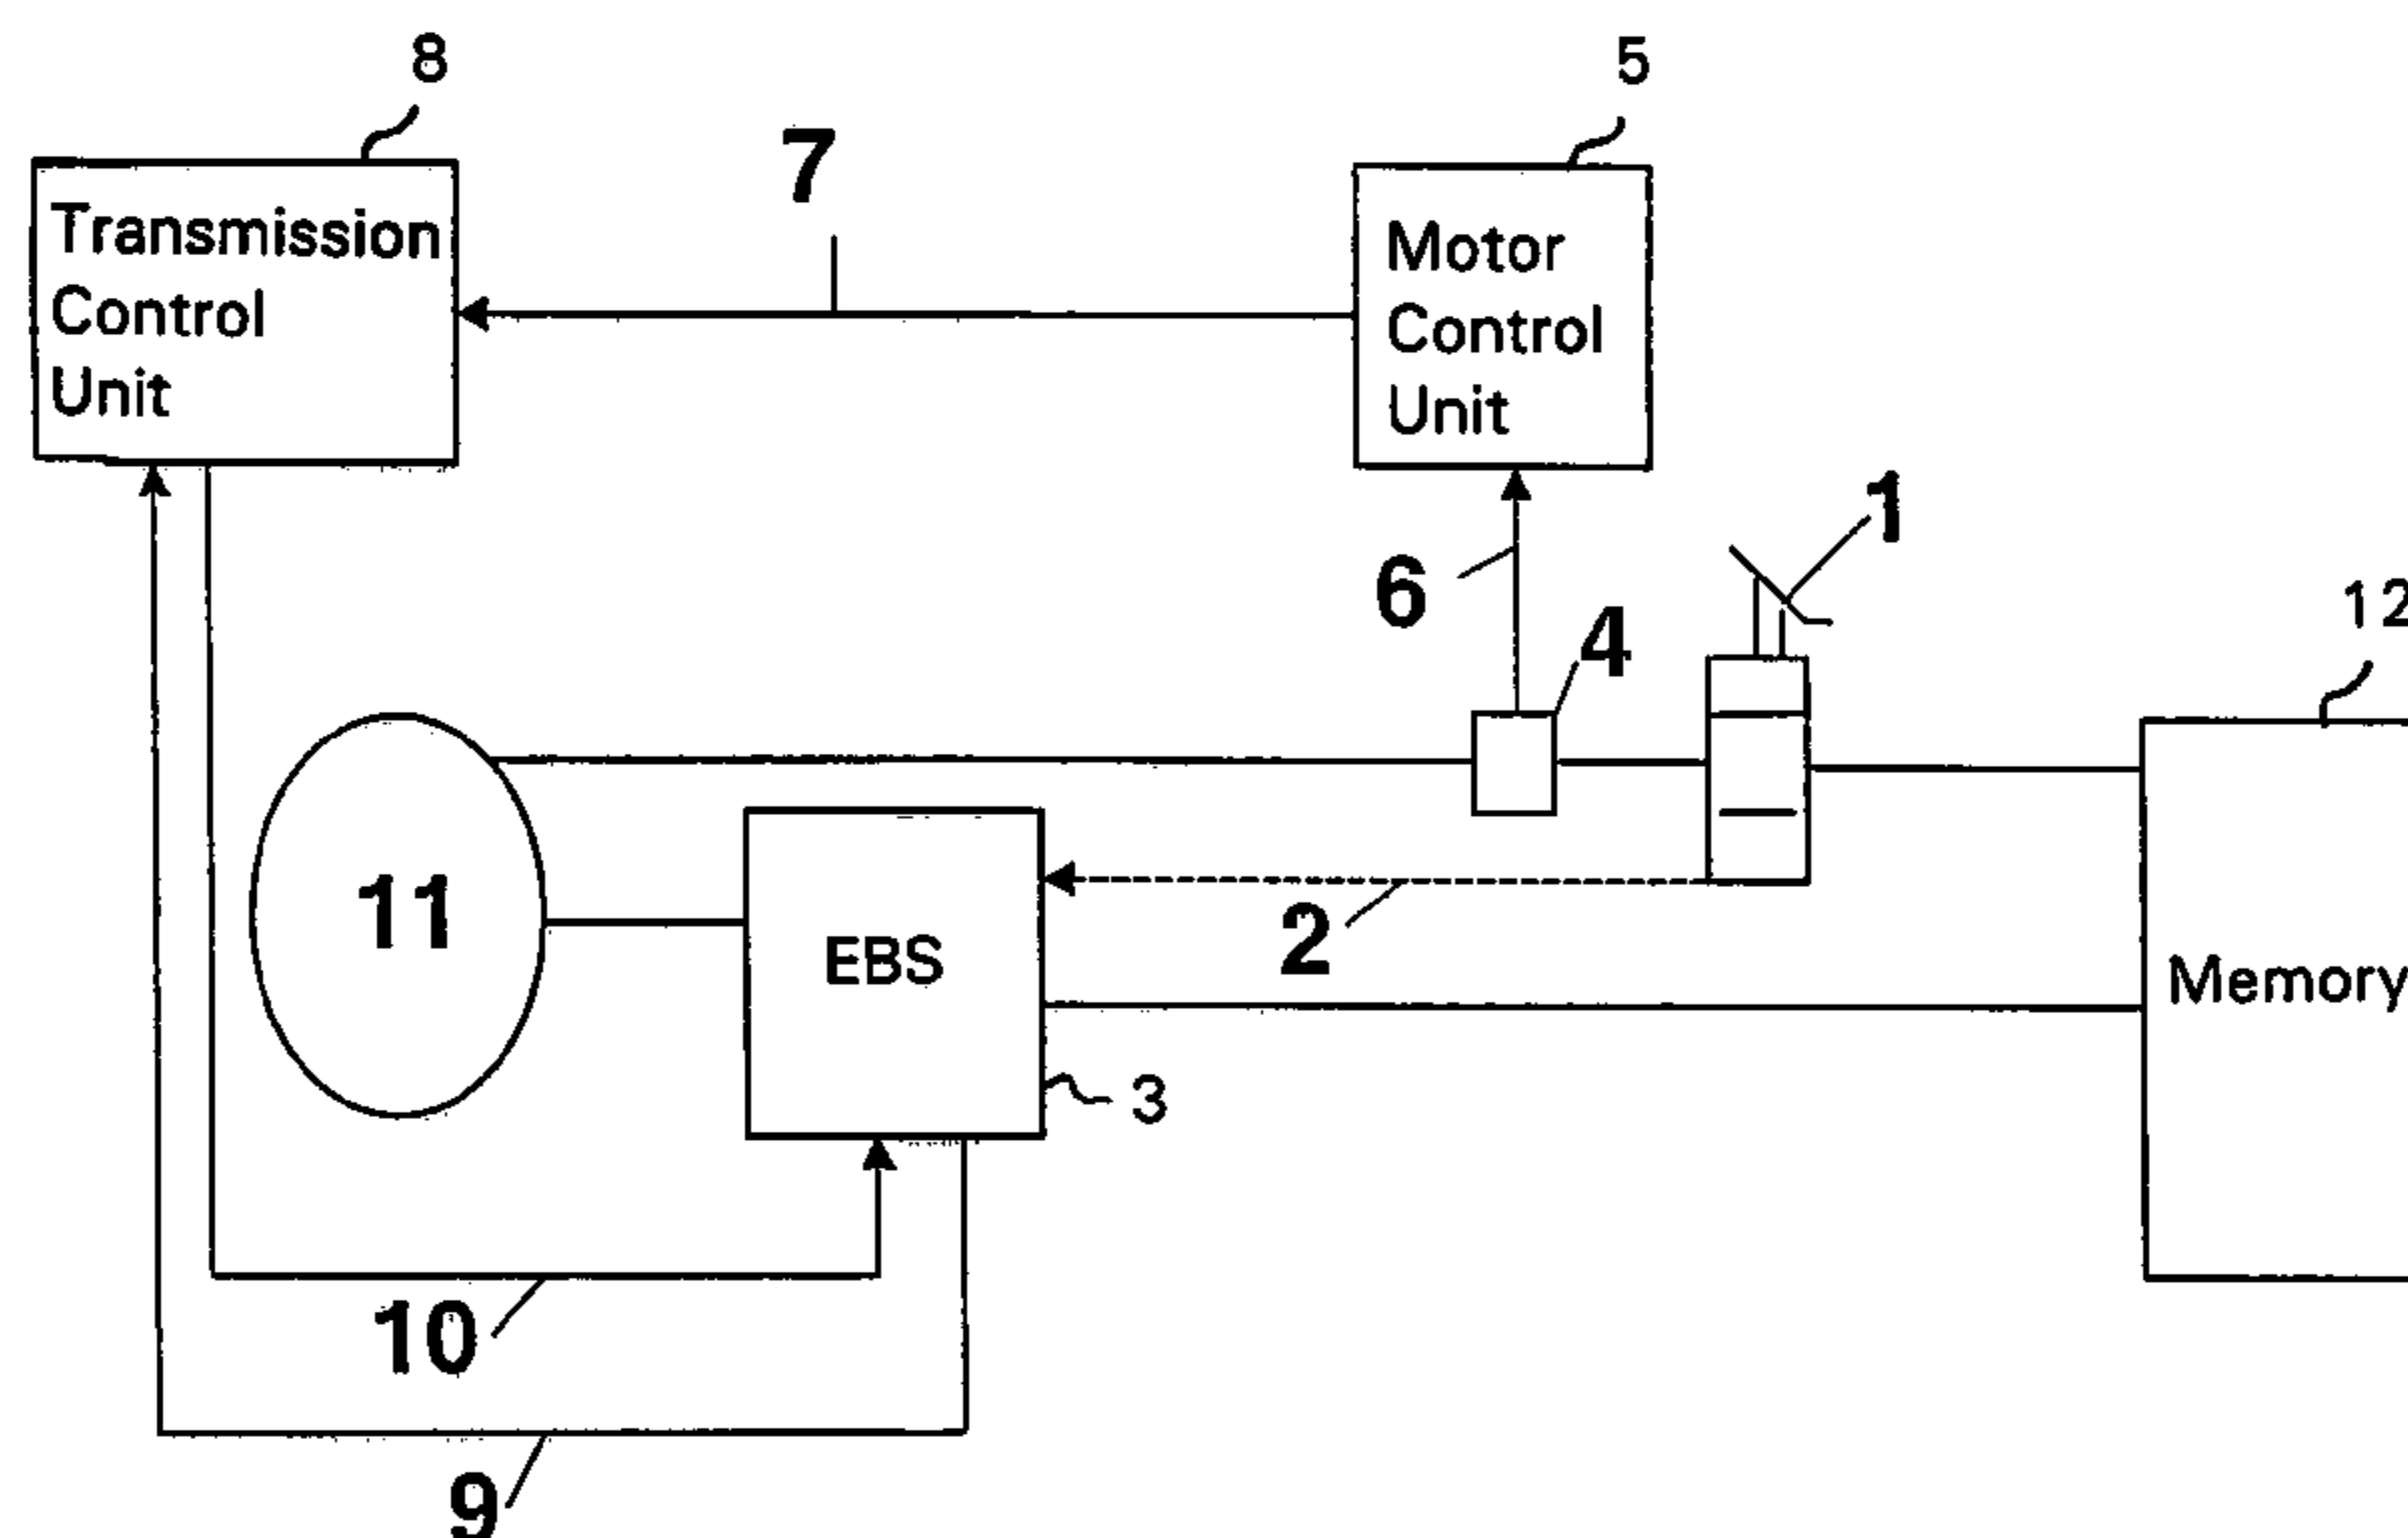 8
5
7
Transmission
Control
Unit
Motor
Control
Unit
1
6
4
12
11
2
EBS
Memory
3
10
9